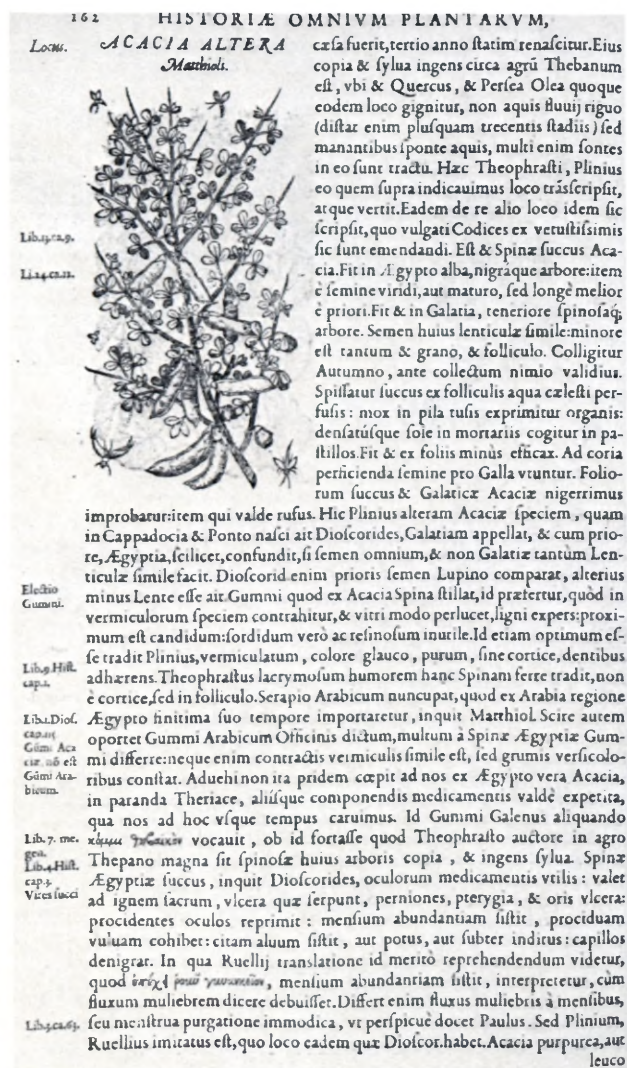 162 HISTORIÆ OMNIVM PLANTARVM,
Locus.
ACACIA ALTERA
Matthioli.
cæsa fuerit, tertio anno statim renascitur. Eius
copia & sylua ingens circa agrū Thebanum
est, vbi & Quercus, & Persea Olea quoque
eodem loco gignitur, non aquis fluuij riguo
(distat enim plusquam trecentis stadiis) sed
manantibus sponte aquis, multi enim fontes
in eo sunt tractu. Hæc Theophrasti, Plinius
eo quem supra indicauimus loco trāscripsit,
Lib.13.ca.9.
atque vertit. Eadem de re alio loco idem sic
scripsit, quo vulgati Codices ex vetustissimis
Li.24.ca.12.
sic sunt emendandi. Est & Spinæ succus Aca-
cia. Fit in Ægypto alba, nigráque arbore: item
è semine viridi, aut maturo, sed longè melior
è priori. Fit & in Galatia, teneriore spinosáq;
arbore. Semen huius lenticulæ simile: minore
est tantum & grano, & folliculo. Colligitur
Autumno, ante collectum nimio validius.
Spissatur succus ex folliculis aqua cælesti per-
fusis: mox in pila tusis exprimitur organis:
densatúsque sole in mortariis cogitur in pa-
stillos. Fit & ex foliis minus efficax. Ad coria
perficienda semine pro Galla vtuntur. Folio-
rum succus & Galaticæ Acaciæ nigerrimus
improbatur: item qui valde rufus. Hic Plinius alteram Acaciæ speciem, quam
in Cappadocia & Ponto nasci ait Dioscorides, Galatiam appellat, & cum prio-
re, Ægyptia, scilicet, confundit, si semen omnium, & non Galatiæ tantùm Len-
ticulæ simile facit. Dioscorid enim prioris semen Lupino comparat, alterius
Electio
Gummi.
minus Lente esse ait Gummi quod ex Acacia Spina stillat, id præfertur, quòd in
vermiculorum speciem contrahitur, & vitri modo perlucet, ligni expers: proxi-
mum est candidum: sordidum verò ac resinosum inutile. Id etiam optimum es-
se tradit Plinius, vermiculatum, colore glauco, purum, sine cortice, dentibus
Lib.9.Hist.
cap.1.
adhærens. Theophrastus lacrymosum humorem hanc Spinam ferre tradit, non
è cortice, sed in folliculo. Serapio Arabicum nuncupat, quod ex Arabia regione
Lib.1.Dios.
Ægypto finitima suo tempore importaretur, inquit Matthiol. Scire autem
Gūmi Aca
ciæ nō est
Gūmi Ara-
bicum.
oportet Gummi Arabicum Officinis dictum, multum à Spinæ Ægyptiæ Gum-
mi differre: neque enim contractis vermiculis simile est, sed grumis versicolo-
ribus constat. Aduehi non ita pridem cœpit ad nos ex Ægypto vera Acacia,
in paranda Theriace, aliisque componendis medicamentis valdè expetita,
qua nos ad hoc vsque tempus caruimus. Id Gummi Galenus aliquando
Lib. 7. me.
gen.
κόμμι vocauit, ob id fortasse quod Theophrasto auctore in agro
Lib.4.Hist.
cap.3.
Thepano magna sit spinosæ huius arboris copia, & ingens sylua. Spinæ
Vires succi
Ægyptiæ succus, inquit Dioscorides, oculorum medicamentis vtilis: valet
ad ignem sacrum, vlcera quæ serpunt, perniones, pterygia, & oris vlcera:
procidentes oculos reprimit: mensium abundantiam sistit, prociduam
vuluam cohibet: citam aluum sistit, aut potus, aut subter inditus: capillos
denigrat. In qua Ruellij translatione id meritò reprehendendum videtur,
quod mensium abundantiam sistit, interpretetur, cùm
fluxum muliebrem dicere debuisset. Differt enim fluxus muliebris à mensibus,
seu menstrua purgatione immodica, vt perspicuè docet Paulus. Sed Plinium,
Lib.3.ca.63.
Ruellius imitatus est, quo loco eadem quæ Dioscor. habet. Acacia purpurea, aut
leuco